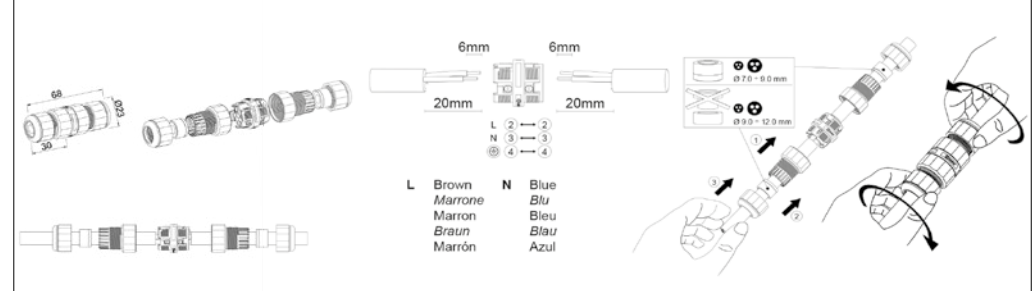 68
Ø23
30
6mm 6mm
20mm 20mm
L 2 2
N 3 3
4 4
L Brown N Blue
Marrone Blu
Marron Bleu
Braun Blau
Marrón Azul
Ø 7.0 - 9.0 mm
Ø 9.0 - 12.0 mm
1
3
2